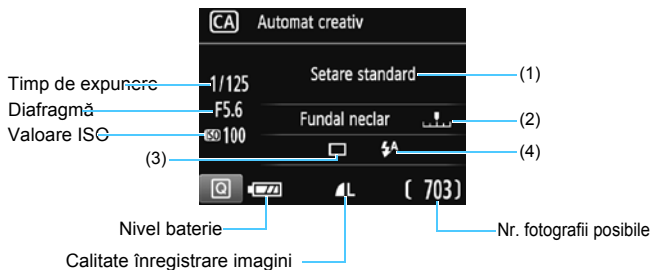 CA Automat creativ
Timp de expunere 1/125 Setare standard (1)
Diafragmă F5.6
Valoare ISO ISO 100 Fundal neclar (2)
(3) A (4)
Q L ( 703 )
Nivel baterie Nr. fotografii posibile
Calitate înregistrare imagini